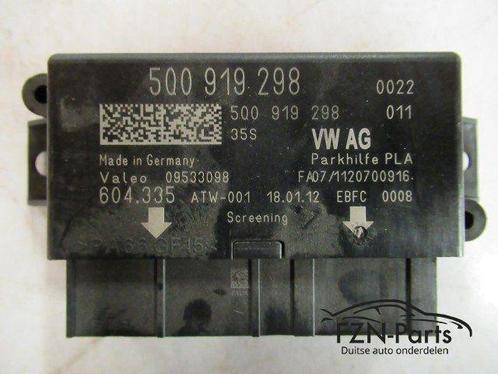 5Q0 919 298 0022
5Q0 919 298 011
35S VW AG
Made in Germany Parkhilfe PLA
Valeo 09533098 FA07/1120700916
604.335 ATW-001 18.01.12 EBFC 0008
Screening
FZN-Parts
Duitse auto onderdelen